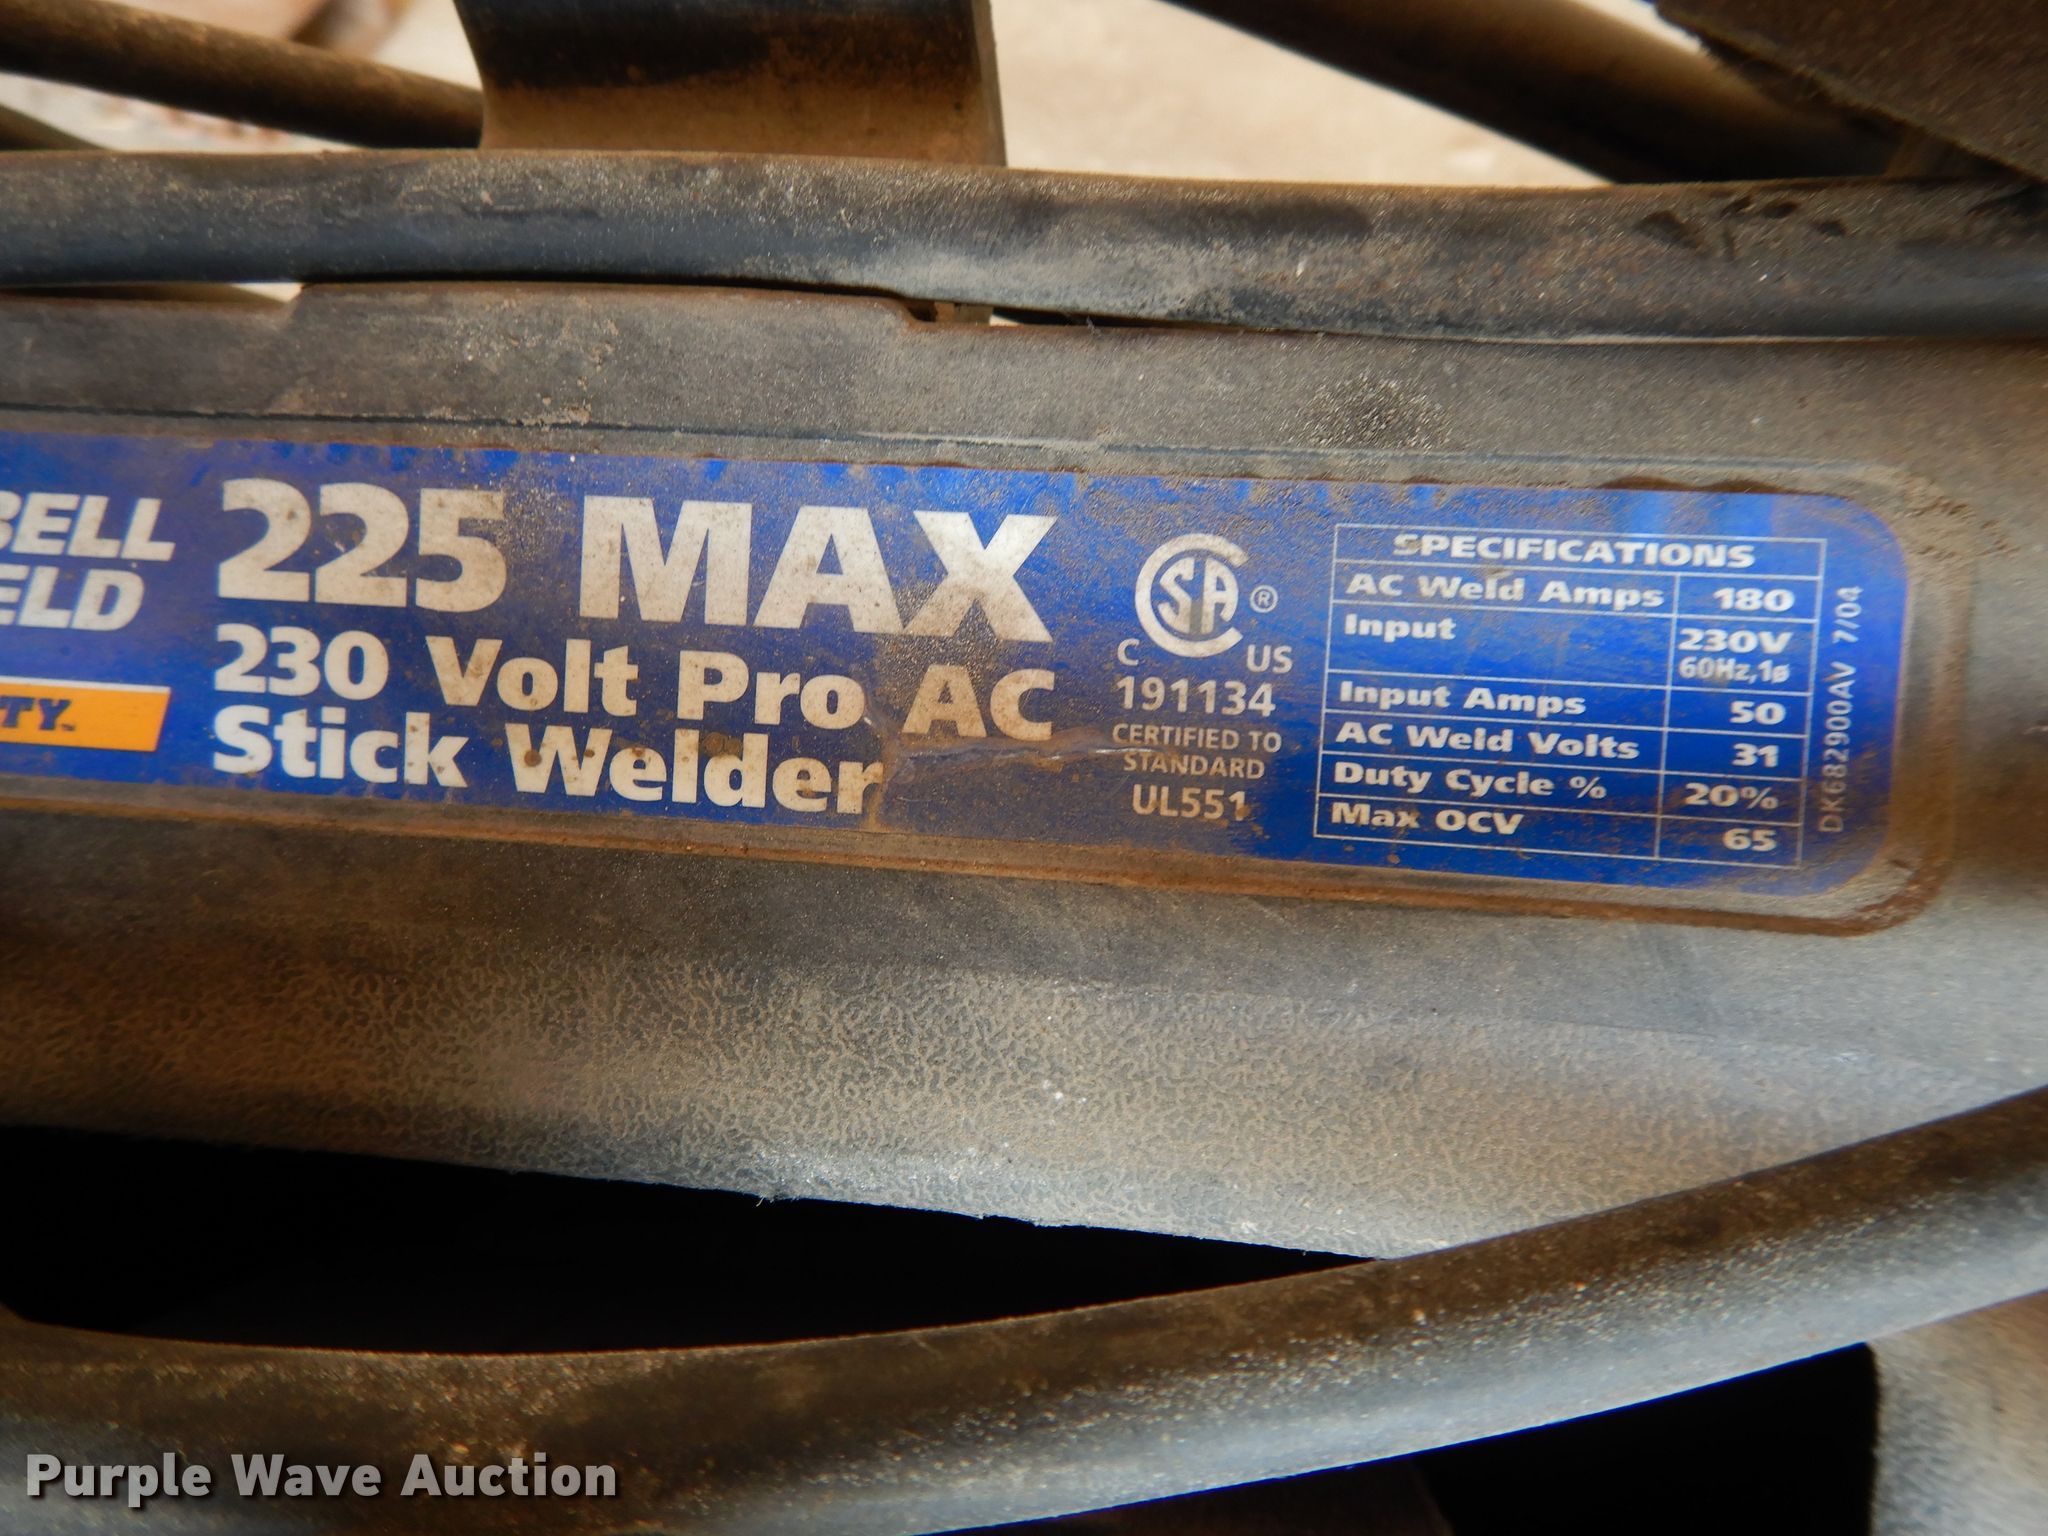 BELL
ELD
TY™
225 MAX
230 Volt Pro AC
Stick Welder
CSA ®
C US
191134
CERTIFIED TO
STANDARD
UL551
SPECIFICATIONS
AC Weld Amps 180
Input 230V
60Hz,1ø
Input Amps 50
AC Weld Volts 31
Duty Cycle % 20%
Max OCV 65
DK682900AV 7/04
Purple Wave Auction